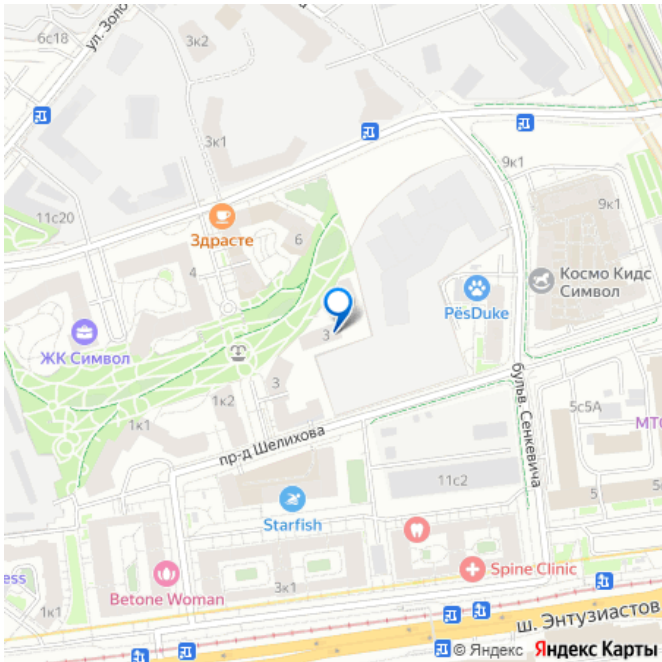 6с18
ул. Золо
3к2
3к1
9к1
9к1
11с20
Здрасте
6
4
Космо Кидс
Символ
ПёsDuke
ЖК Символ
3
3
1к2
1к1
пр-д Шелихова
бульв. Сенкевича
5с5А
МТС
11с2
5
5с
Starfish
ess
Betone Woman
3к1
Spine Clinic
1к1
ш. Энтузиастов
© Яндекс Яндекс Карты